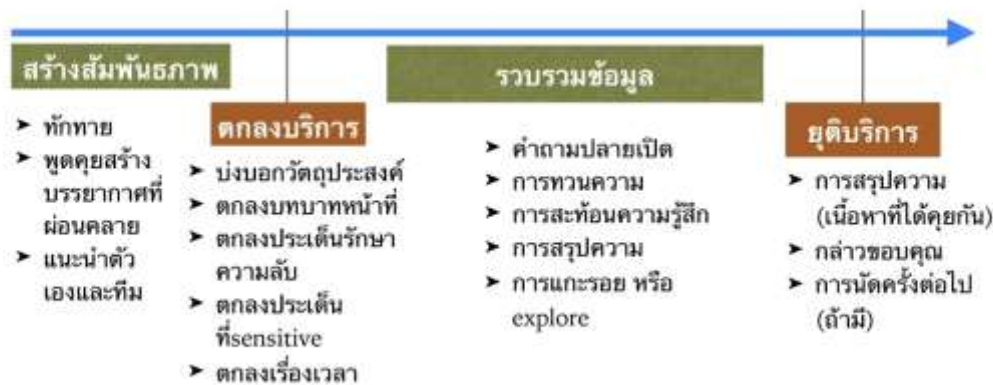 สร้างสัมพันธภาพ
➤ ทักทาย
➤ พูดคุยสร้าง
บรรยากาศที่
ผ่อนคลาย
➤ แนะนำตัว
เองและทีม
ตกลงบริการ
➤ บ่งบอกวัตถุประสงค์
➤ ตกลงบทบาทหน้าที่
➤ ตกลงประเด็นรักษา
ความลับ
➤ ตกลงประเด็น
ที่sensitive
➤ ตกลงเรื่องเวลา
รวบรวมข้อมูล
➤ คำถามปลายเปิด
➤ การทวนความ
➤ การสะท้อนความรู้สึก
➤ การสรุปความ
➤ การแกะรอย หรือ
explore
ยุติบริการ
➤ การสรุปความ
(เนื้อหาที่ได้คุยกัน)
➤ กล่าวขอบคุณ
➤ การนัดครั้งต่อไป
(ถ้ามี)